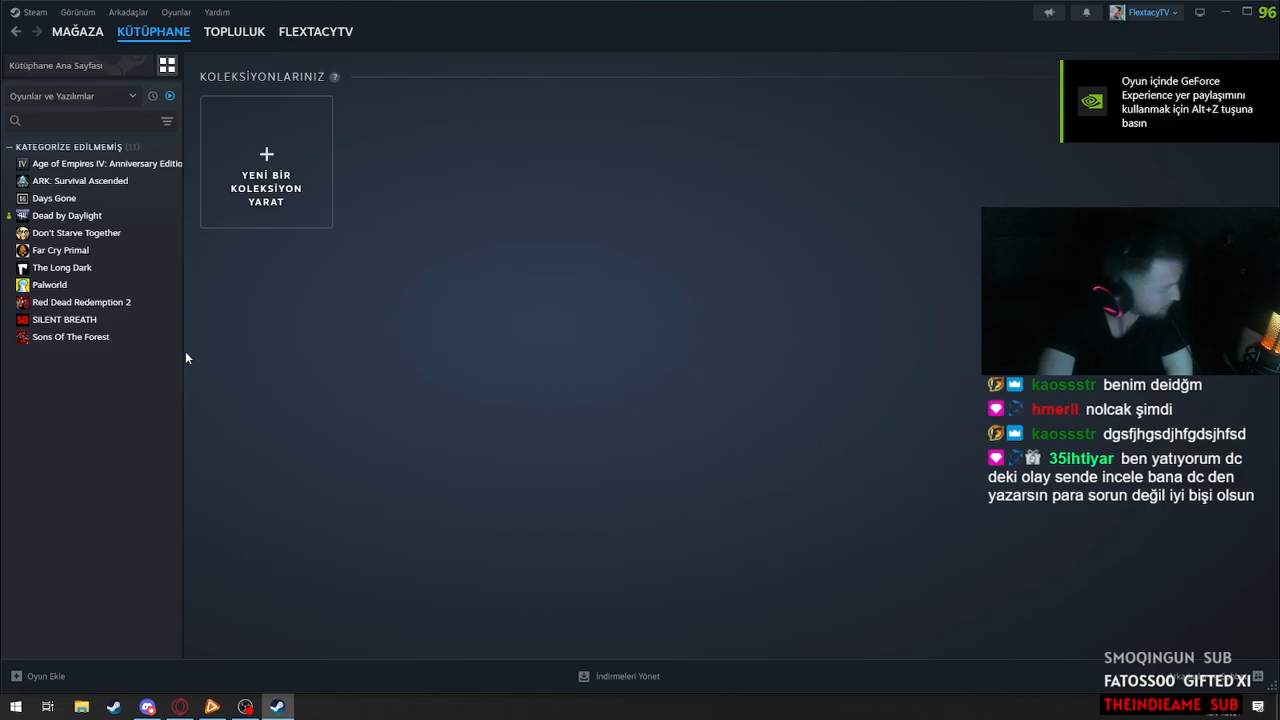 Steam Görünüm Arkadaşlar Oyunlar Yardım
FlextacyTV
96
MAĞAZA KÜTÜPHANE TOPLULUK FLEXTACYTV
Kütüphane Ana Sayfası
KOLEKSİYONLARINIZ ?
Oyunlar ve Yazılımlar
KATEGORİZE EDİLMEMİŞ (11)
Age of Empires IV: Anniversary Editio
ARK: Survival Ascended
Days Gone
Dead by Daylight
Don't Starve Together
Far Cry Primal
The Long Dark
Palworld
Red Dead Redemption 2
SILENT BREATH
Sons Of The Forest
+
YENİ BİR
KOLEKSİYON
YARAT
Oyun içinde GeForce
Experience yer paylaşımını
kullanmak için Alt+Z tuşuna
basın
kaossstr benim deidğm
hmərll nolcak şimdi
kaossstr dgsfjhgsdjhfgdsjhfsd
35ihtiyar ben yatıyorum dc
deki olay sende incele bana dc den
yazarsın para sorun değil iyi bişi olsun
SMOQINGUN SUB
FATOSS00 GIFTEDX1
THEINDIEAME SUB
Oyun Ekle
İndirmeleri Yönet